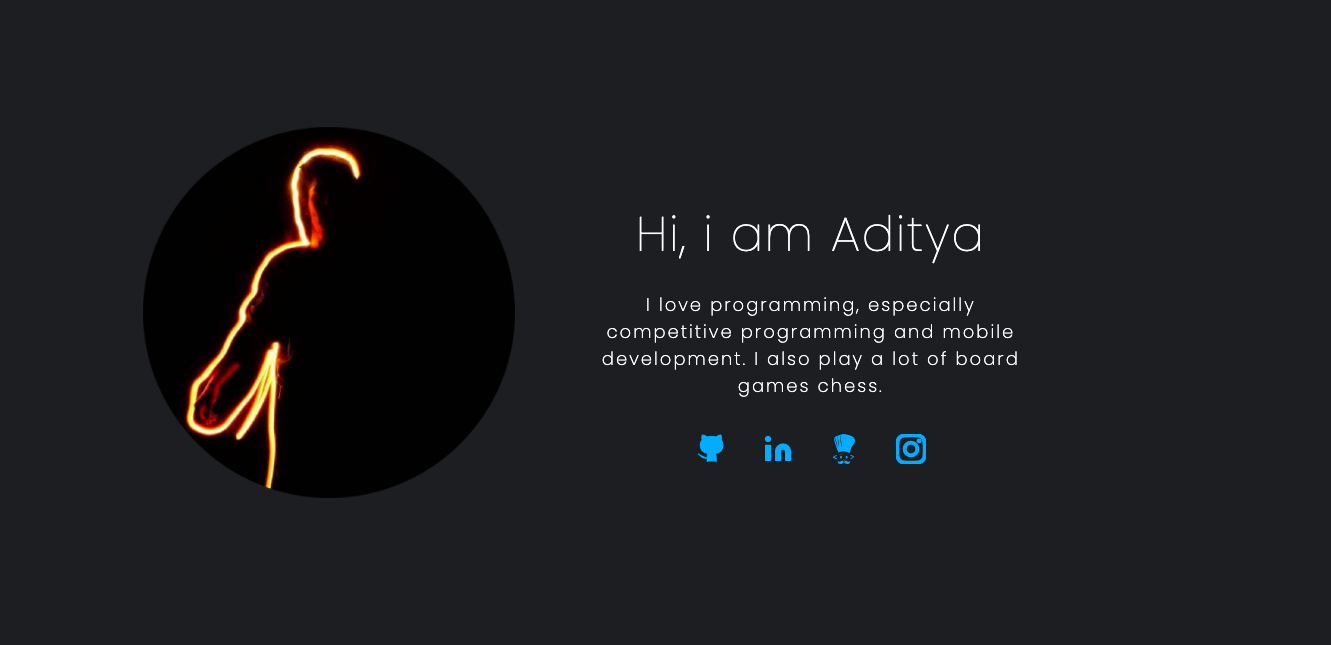 Hi, i am Aditya
I love programming, especially
competitive programming and mobile
development. I also play a lot of board
games chess.